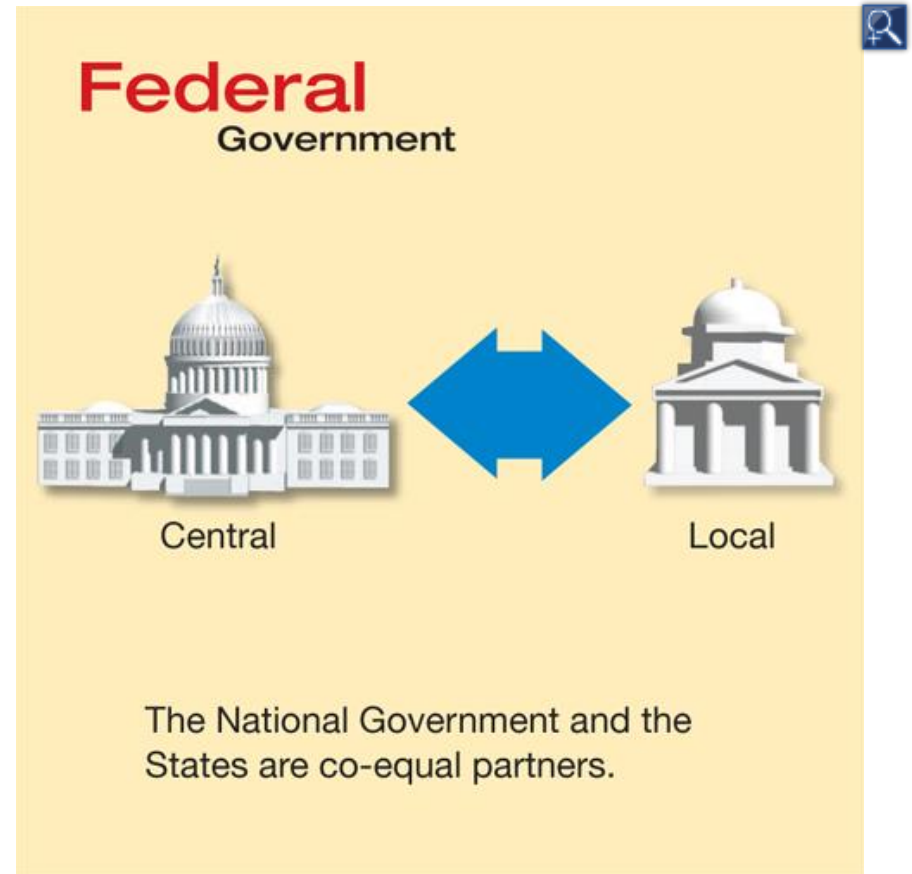 Federal
Government
Central
Local
The National Government and the
States are co-equal partners.